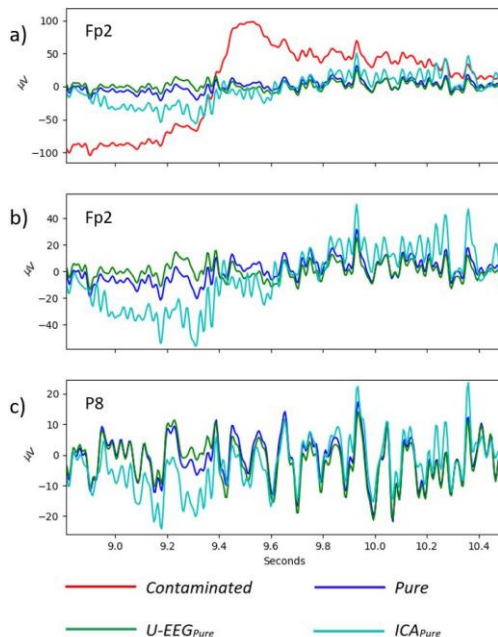 a) Fp2
100
50
0
−50
−100
μV
b) Fp2
40
20
0
−20
−40
μV
c) P8
20
10
0
−10
−20
μV
9.0 9.2 9.4 9.6 9.8 10.0 10.2 10.4
Seconds
Contaminated Pure
U-EEGPure ICAPure